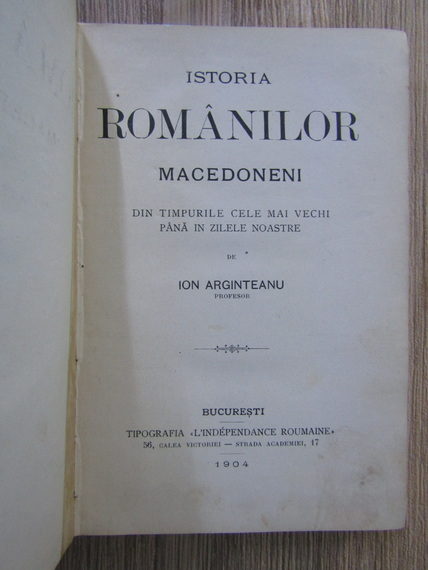 ISTORIA
ROMÂNILOR
MACEDONENI
DIN TIMPURILE CELE MAI VECHI
PÂNĂ IN ZILELE NOASTRE
DE
ION ARGINTEANU
PROFESOR
BUCUREȘTI
TIPOGRAFIA «L'INDÉPENDANCE ROUMAINE»
56, CALEA VICTORIEI — STRADA ACADEMIEI, 17
1904